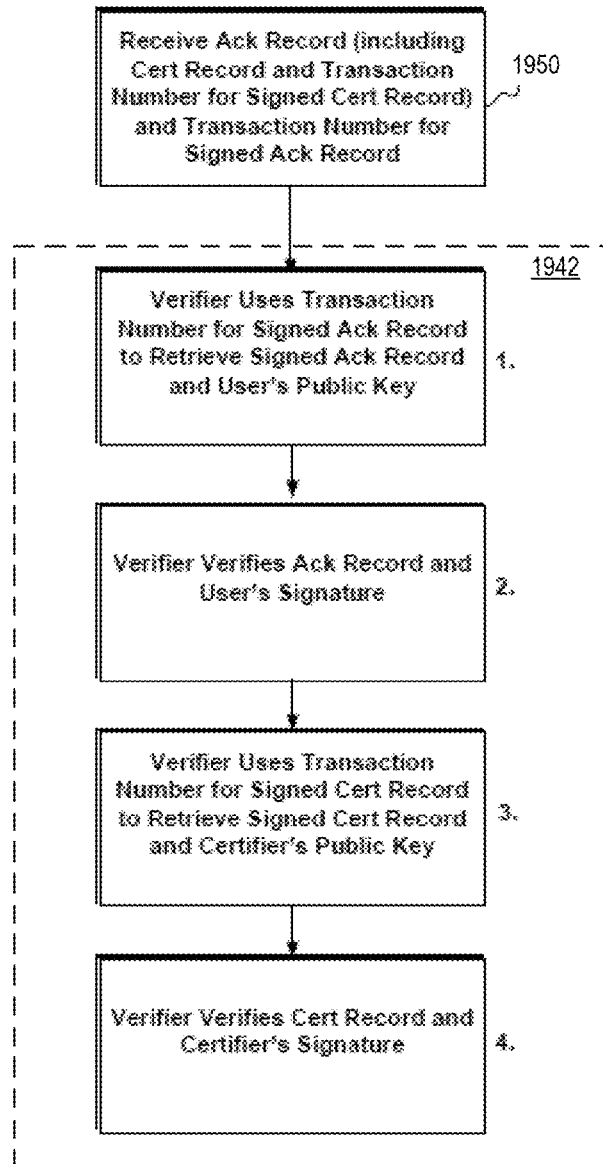 Receive Ack Record (including
Cert Record and Transaction
Number for Signed Cert Record)
and Transaction Number for
Signed Ack Record
1950
1942
Verifier Uses Transaction
Number for Signed Ack Record
to Retrieve Signed Ack Record
and User's Public Key
1.
Verifier Verifies Ack Record and
User's Signature
2.
Verifier Uses Transaction
Number for Signed Cert Record
to Retrieve Signed Cert Record
and Certifier's Public Key
3.
Verifier Verifies Cert Record and
Certifier's Signature
4.